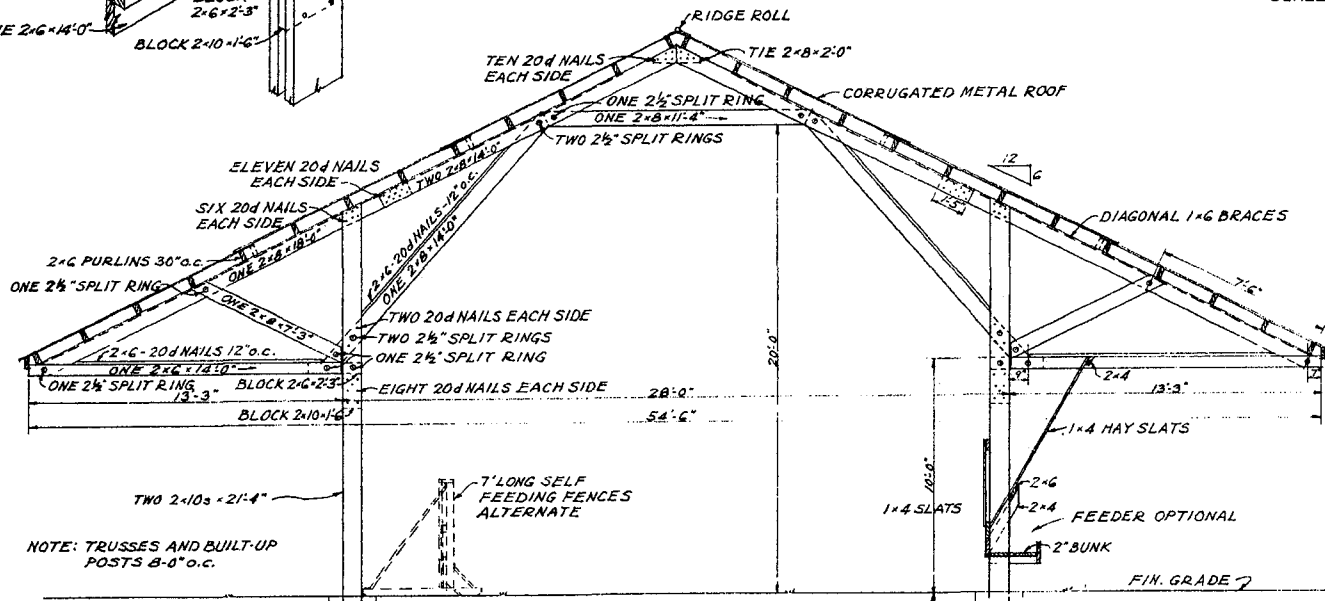 RIDGE ROLL
BLOCK
2×6×2'-3"
2×6×14'-0"
BLOCK 2×10×1'-6"
TEN 20d NAILS
EACH SIDE
TIE 2×8×2'-0"
CORRUGATED METAL ROOF
ONE 2½" SPLIT RING
ONE 2×8×11'-4"
TWO 2½" SPLIT RINGS
ELEVEN 20d NAILS
EACH SIDE
TWO 2×8×14'-0"
12
6
SIX 20d NAILS
EACH SIDE
1'-5"
DIAGONAL 1×6 BRACES
2×6-20d NAILS-12" o.c.
ONE 2×8×14'-0"
2×6 PURLINS 30" o.c.
ONE 2×8×18'-0"
ONE 2½" SPLIT RING
ONE 2×8×7'-3"
7'-6"
TWO 20d NAILS EACH SIDE
TWO 2½" SPLIT RINGS
2×6-20d NAILS 12" o.c.
ONE 2½" SPLIT RING
20'-0"
ONE 2×6×14'-0"
ONE 2½" SPLIT RING
BLOCK 2×6×2'-3"
EIGHT 20d NAILS EACH SIDE
9"
2×4
7"
13'-3"
28'-0"
13'-3"
BLOCK 2×10×1'-6"
54'-6"
1×4 HAY SLATS
TWO 2×10s × 21'-4"
7' LONG SELF
FEEDING FENCES
ALTERNATE
10'-0"
1×4 SLATS
2×6
2×4
FEEDER OPTIONAL
NOTE: TRUSSES AND BUILT-UP
POSTS 8'-0" o.c.
2" BUNK
FIN. GRADE